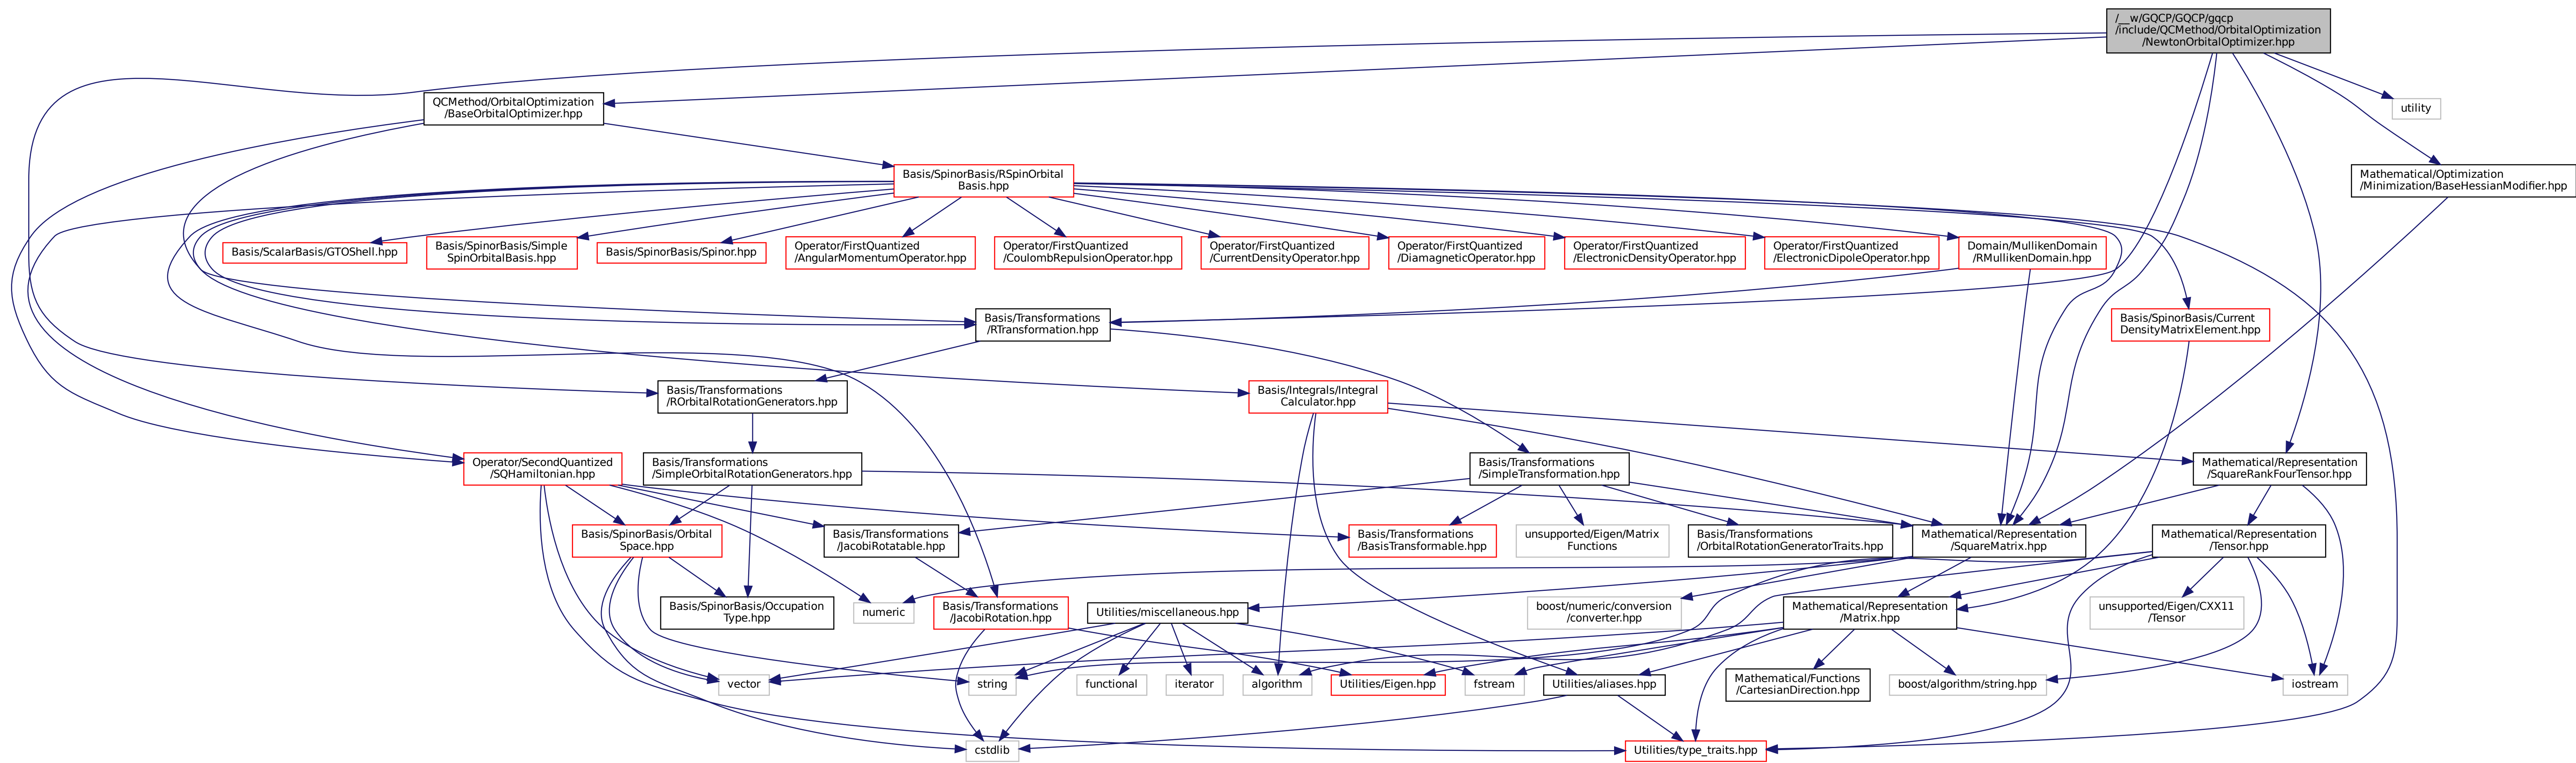 /__w/GQCP/GQCP/gqcp
/include/QCMethod/OrbitalOptimization
/NewtonOrbitalOptimizer.hpp
QCMethod/OrbitalOptimization
/BaseOrbitalOptimizer.hpp
utility
Basis/SpinorBasis/RSpinOrbital
Basis.hpp
Mathematical/Optimization
/Minimization/BaseHessianModifier.hpp
Basis/ScalarBasis/GTOShell.hpp
Basis/SpinorBasis/Simple
SpinOrbitalBasis.hpp
Basis/SpinorBasis/Spinor.hpp
Operator/FirstQuantized
/AngularMomentumOperator.hpp
Operator/FirstQuantized
/CoulombRepulsionOperator.hpp
Operator/FirstQuantized
/CurrentDensityOperator.hpp
Operator/FirstQuantized
/DiamagneticOperator.hpp
Operator/FirstQuantized
/ElectronicDensityOperator.hpp
Operator/FirstQuantized
/ElectronicDipoleOperator.hpp
Domain/MullikenDomain
/RMullikenDomain.hpp
Basis/Transformations
/RTransformation.hpp
Basis/SpinorBasis/Current
DensityMatrixElement.hpp
Basis/Transformations
/ROrbitalRotationGenerators.hpp
Basis/Integrals/Integral
Calculator.hpp
Operator/SecondQuantized
/SQHamiltonian.hpp
Basis/Transformations
/SimpleOrbitalRotationGenerators.hpp
Basis/Transformations
/SimpleTransformation.hpp
Mathematical/Representation
/SquareRankFourTensor.hpp
Basis/SpinorBasis/Orbital
Space.hpp
Basis/Transformations
/JacobiRotatable.hpp
Basis/Transformations
/BasisTransformable.hpp
unsupported/Eigen/Matrix
Functions
Basis/Transformations
/OrbitalRotationGeneratorTraits.hpp
Mathematical/Representation
/SquareMatrix.hpp
Mathematical/Representation
/Tensor.hpp
Basis/SpinorBasis/Occupation
Type.hpp
numeric
Basis/Transformations
/JacobiRotation.hpp
Utilities/miscellaneous.hpp
boost/numeric/conversion
/converter.hpp
Mathematical/Representation
/Matrix.hpp
unsupported/Eigen/CXX11
/Tensor
vector
string
functional
iterator
algorithm
Utilities/Eigen.hpp
fstream
Utilities/aliases.hpp
Mathematical/Functions
/CartesianDirection.hpp
boost/algorithm/string.hpp
iostream
cstdlib
Utilities/type_traits.hpp